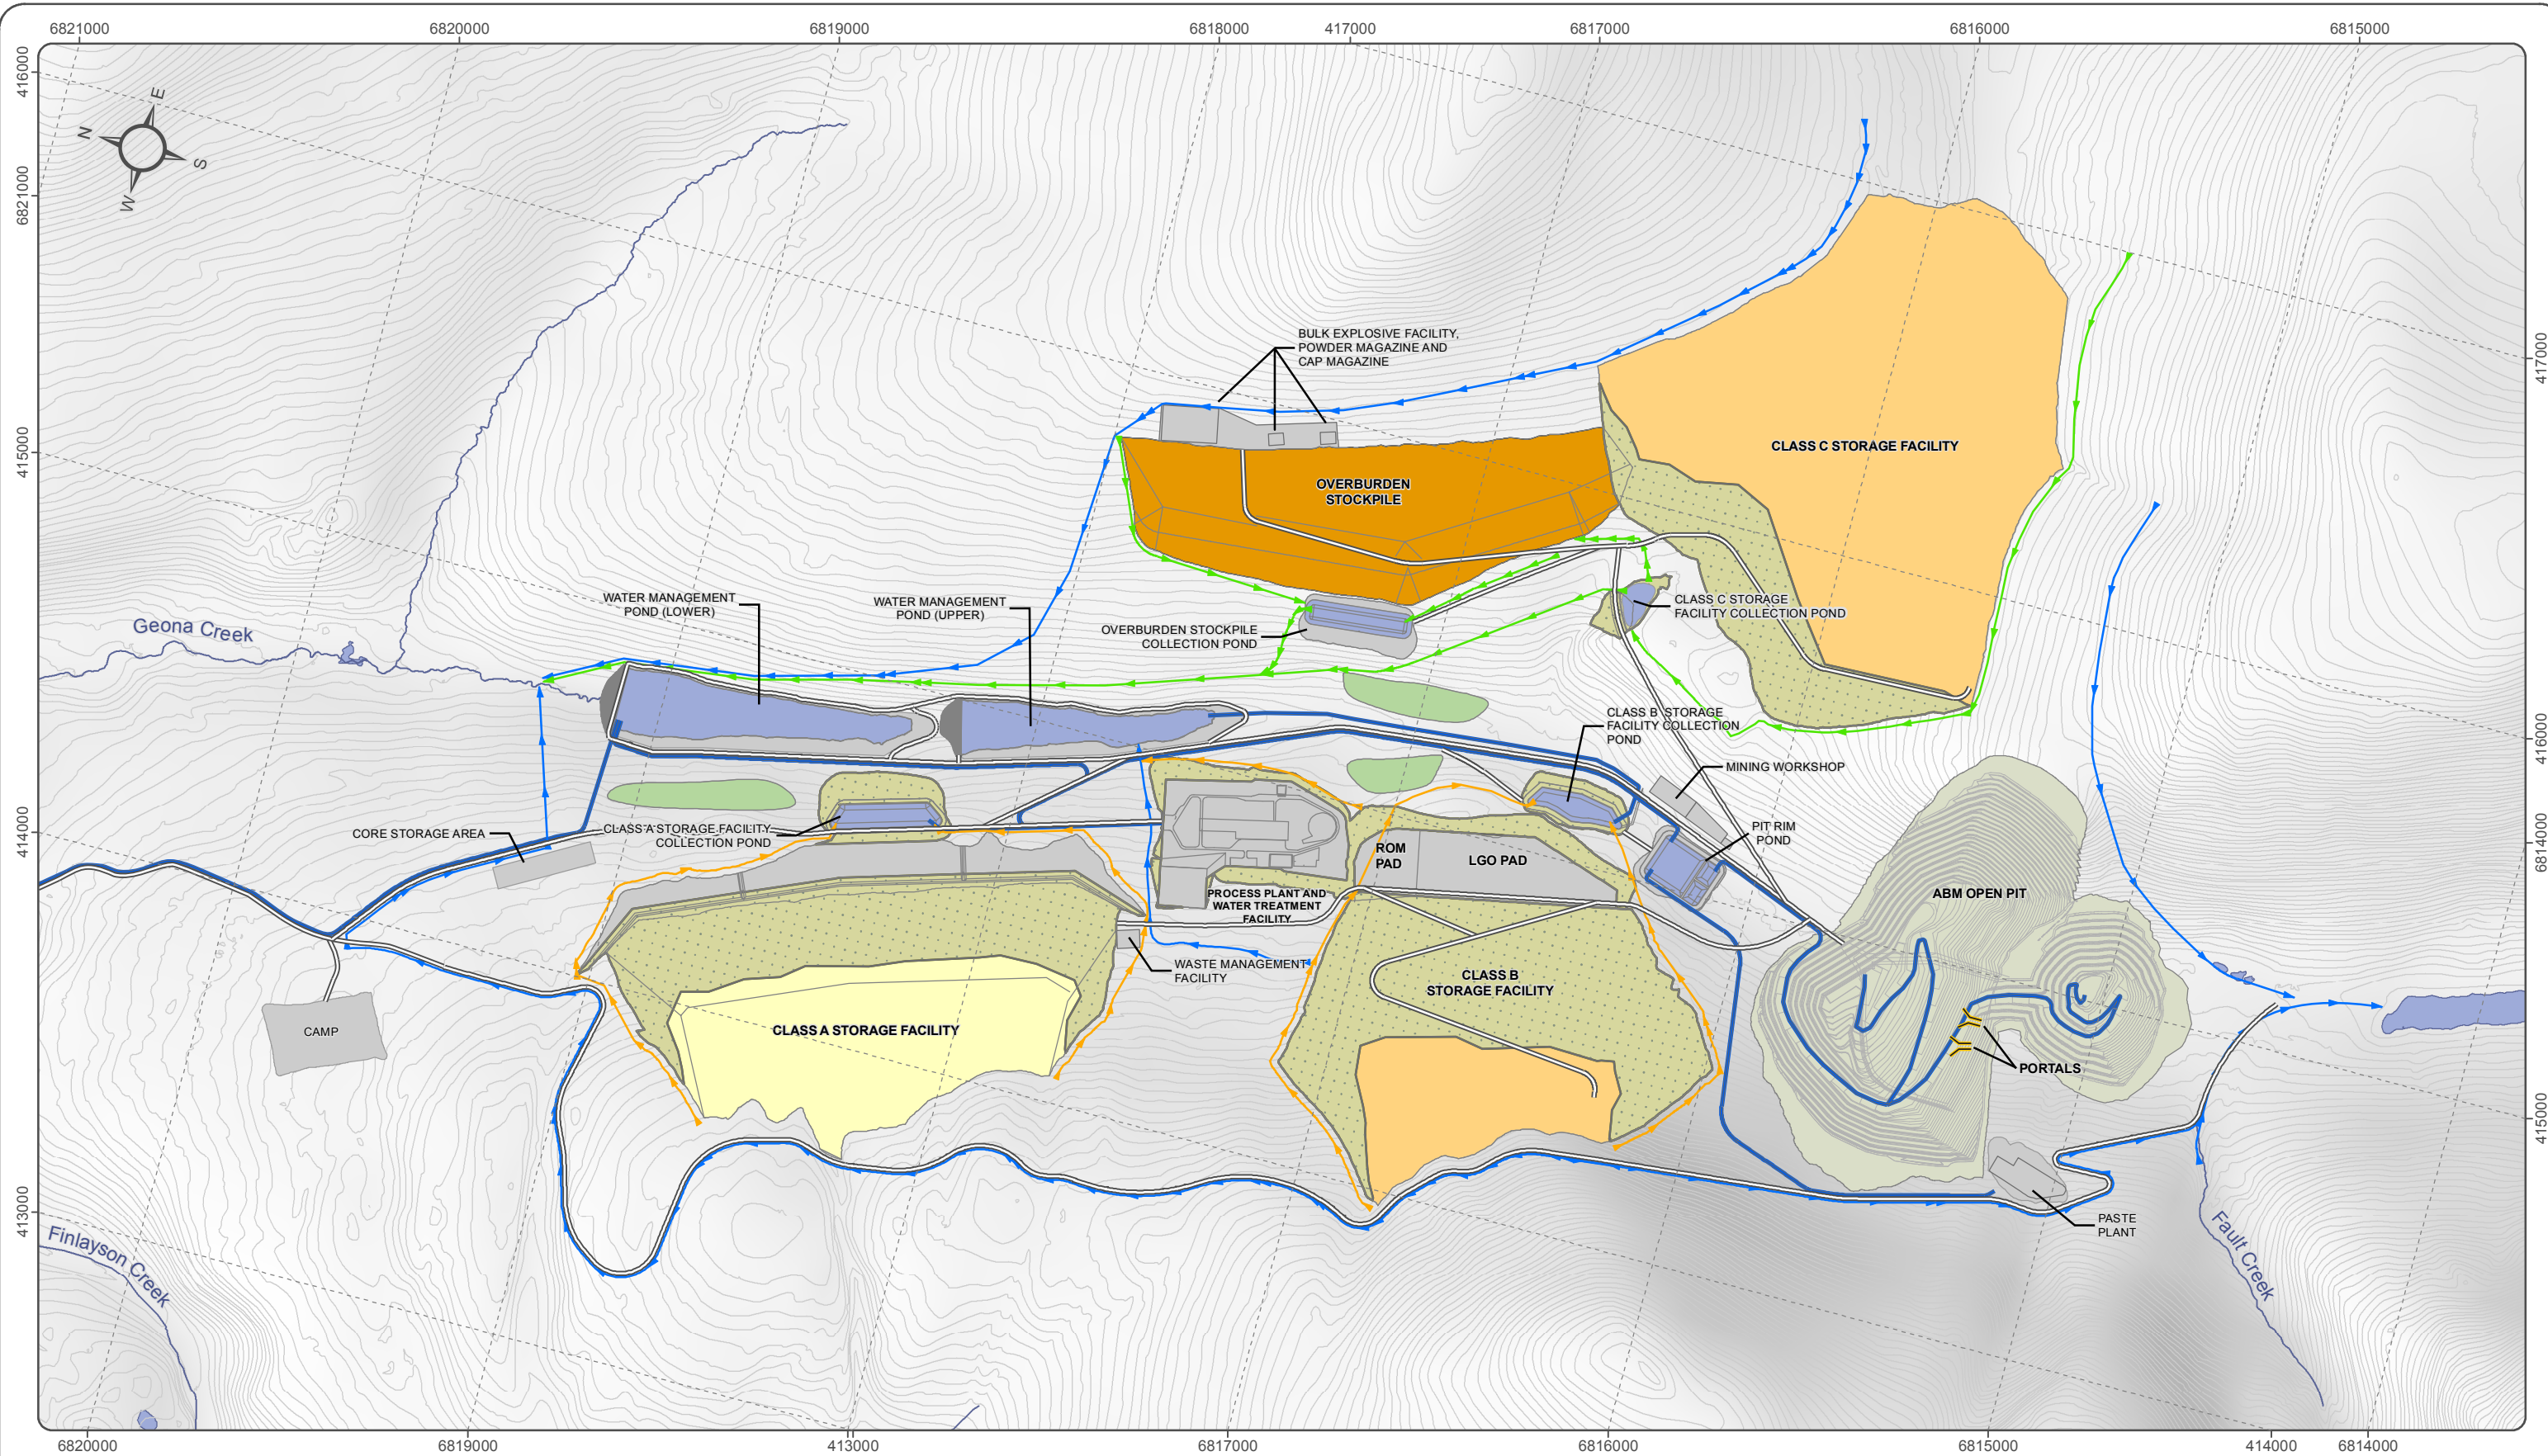 6821000
6820000
6819000
6818000
417000
6817000
6816000
6815000
416000
6821000
415000
414000
413000
E
N
S
W
417000
416000
6814000
415000
BULK EXPLOSIVE FACILITY,
POWDER MAGAZINE AND
CAP MAGAZINE
CLASS C STORAGE FACILITY
OVERBURDEN
STOCKPILE
WATER MANAGEMENT
POND (LOWER)
WATER MANAGEMENT
POND (UPPER)
OVERBURDEN STOCKPILE
COLLECTION POND
CLASS C STORAGE
FACILITY COLLECTION POND
Geona Creek
CLASS B STORAGE
FACILITY COLLECTION
POND
MINING WORKSHOP
PIT RIM
POND
CORE STORAGE AREA
CLASS A STORAGE FACILITY
COLLECTION POND
ROM
PAD
LGO PAD
PROCESS PLANT AND
WATER TREATMENT
FACILITY
ABM OPEN PIT
WASTE MANAGEMENT
FACILITY
CLASS B
STORAGE FACILITY
CAMP
CLASS A STORAGE FACILITY
PORTALS
PASTE
PLANT
Finlayson Creek
Fault Creek
6820000
6819000
413000
6817000
6816000
6815000
414000
6814000